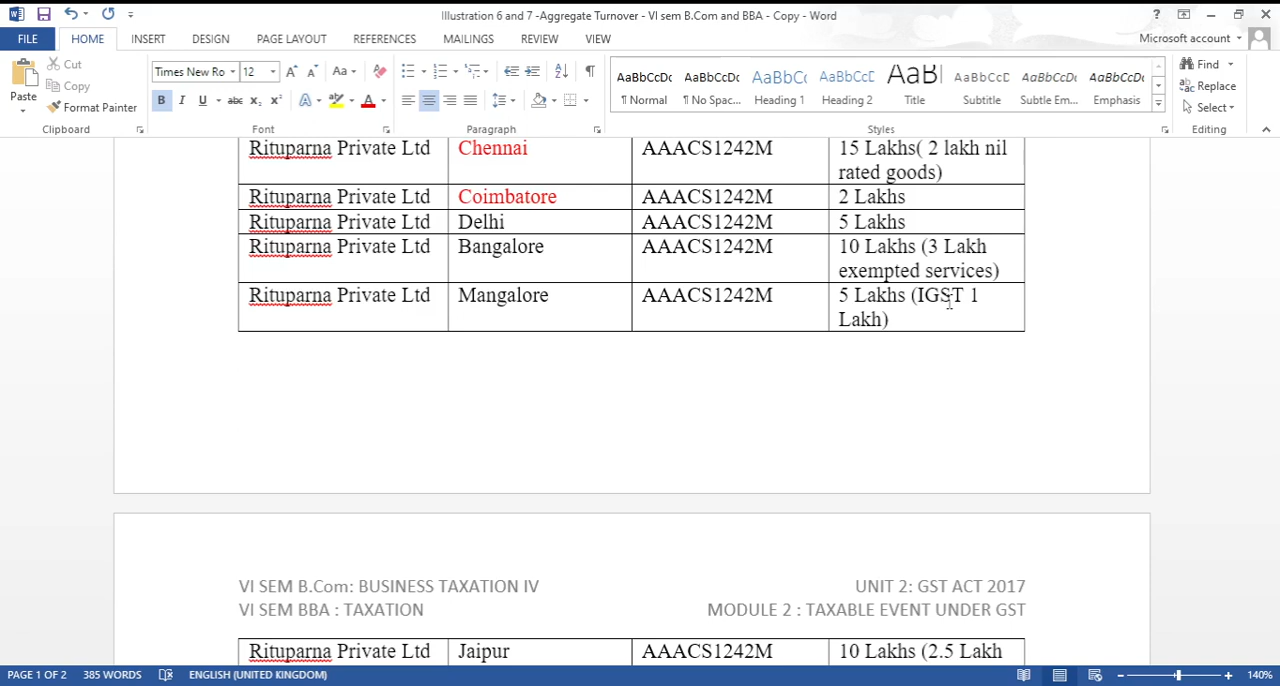 Illustration 6 and 7 -Aggregate Turnover - VI sem B.Com and BBA - Copy - Word
FILE HOME INSERT DESIGN PAGE LAYOUT REFERENCES MAILINGS REVIEW VIEW Microsoft account
Paste
Cut
Copy
Format Painter
Times New Ro 12
AaBbCcDc AaBbCcDc AaBbCc AaBbCcD AaBl AaBbCcD AaBbCcDc AaBbCcDc
¶ Normal ¶ No Spac... Heading 1 Heading 2 Title Subtitle Subtle Em... Emphasis
Find
Replace
Select
Clipboard Font Paragraph Styles Editing
Rituparna Private Ltd Chennai AAACS1242M 15 Lakhs( 2 lakh nil
rated goods)
Rituparna Private Ltd Coimbatore AAACS1242M 2 Lakhs
Rituparna Private Ltd Delhi AAACS1242M 5 Lakhs
Rituparna Private Ltd Bangalore AAACS1242M 10 Lakhs (3 Lakh
exempted services)
Rituparna Private Ltd Mangalore AAACS1242M 5 Lakhs (IGST 1
Lakh)
VI SEM B.Com: BUSINESS TAXATION IV UNIT 2: GST ACT 2017
VI SEM BBA : TAXATION MODULE 2 : TAXABLE EVENT UNDER GST
Rituparna Private Ltd Jaipur AAACS1242M 10 Lakhs (2.5 Lakh
PAGE 1 OF 2 385 WORDS ENGLISH (UNITED KINGDOM) 140%